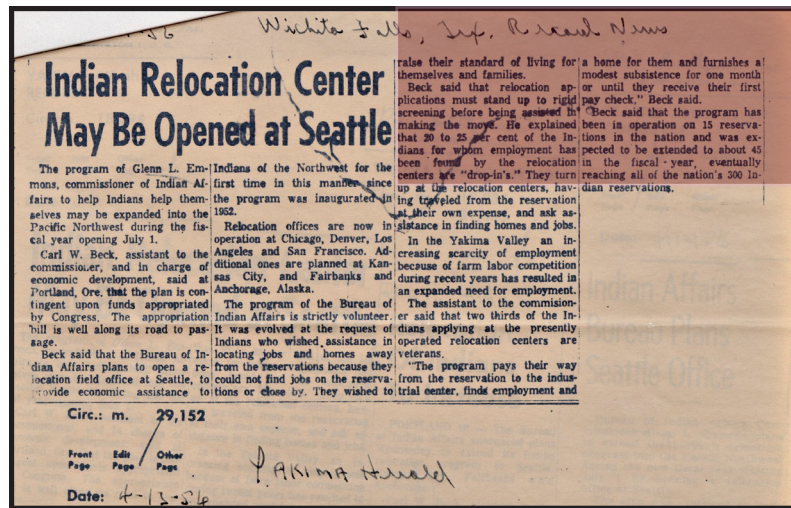 Wichita Falls, Tex. Record News
Indian Relocation Center
May Be Opened at Seattle
The program of Glenn L. Em-
mons, commissioner of Indian Af-
fairs to help Indians help them-
selves may be expanded into the
Pacific Northwest during the fis-
cal year opening July 1.
Carl W. Beck, assistant to the
commissioner, and in charge of
economic development, said at
Portland, Ore. that the plan is con-
tingent upon funds appropriated
by Congress. The appropriation
bill is well along its road to pas-
sage.
Beck said that the Bureau of In-
dian Affairs plans to open a re-
location field office at Seattle, to
provide economic assistance to
Indians of the Northwest for the
first time in this manner since
the program was inaugurated in
1952.
Relocation offices are now in
operation at Chicago, Denver, Los
Angeles and San Francisco. Ad-
ditional ones are planned at Kan-
sas City, and Fairbanks and
Anchorage, Alaska.
The program of the Bureau of
Indian Affairs is strictly volunteer.
It was evolved at the request of
Indians who wished assistance in
locating jobs and homes away
from the reservations because they
could not find jobs on the reserva-
tions or close by. They wished to
raise their standard of living for
themselves and families.
Beck said that relocation ap-
plications must stand up to rigid
screening before being assisted in
making the move. He explained
that 20 to 25 per cent of the In-
dians for whom employment has
been found by the relocation
centers are "drop-in's." They turn
up at the relocation centers, hav-
ing traveled from the reservation
at their own expense, and ask as-
sistance in finding homes and jobs.
In the Yakima Valley an in-
creasing scarcity of employment
because of farm labor competition
during recent years has resulted in
an expanded need for employment.
The assistant to the commision-
er said that two thirds of the In-
dians applying at the presently
operated relocation centers are
veterans.
"The program pays their way
from the reservation to the indus-
trial center, finds employment and
a home for them and furnishes a
modest subsistence for one month
or until they receive their first
pay check," Beck said.
Beck said that the program has
been in operation on 15 reserva-
tions in the nation and was ex-
pected to be extended to about 45
in the fiscal year, eventually
reaching all of the nation's 300 In-
dian reservations.
Indian Affairs
Bureau Plans
Seattle Office
Circ.: m. 29,152
Front Edit Other
Page Page Page
YAKIMA Herald
Date: 4-13-56